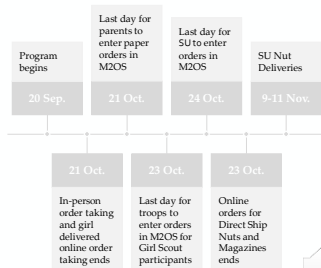 Program
begins
20 Sep.
Last day for
parents to
enter paper
orders in
M2OS
21 Oct.
Last day for
SU to enter
orders in
M2OS
24 Oct.
SU Nut
Deliveries
9-11 Nov.
21 Oct.
In-person
order taking
and girl
delivered
online order
taking ends
23 Oct.
Last day for
troops to
enter orders
in M2OS for
Girl Scout
participants
23 Oct.
Online
orders for
Direct Ship
Nuts and
Magazines
ends